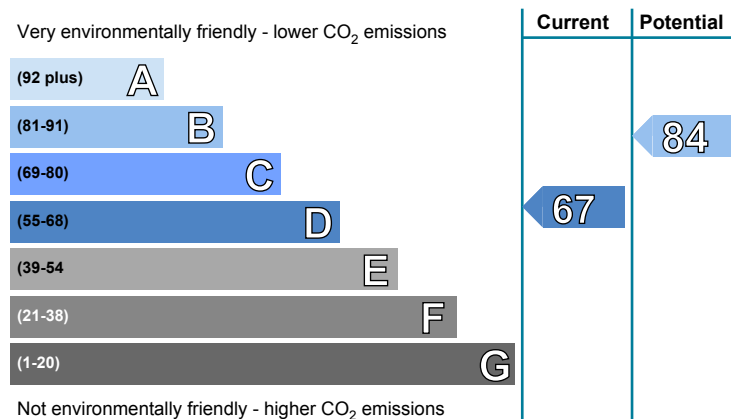 Very environmentally friendly - lower CO₂ emissions
Current
Potential
(92 plus) A
(81-91) B
(69-80) C
(55-68) D
(39-54 E
(21-38) F
(1-20) G
84
67
Not environmentally friendly - higher CO₂ emissions